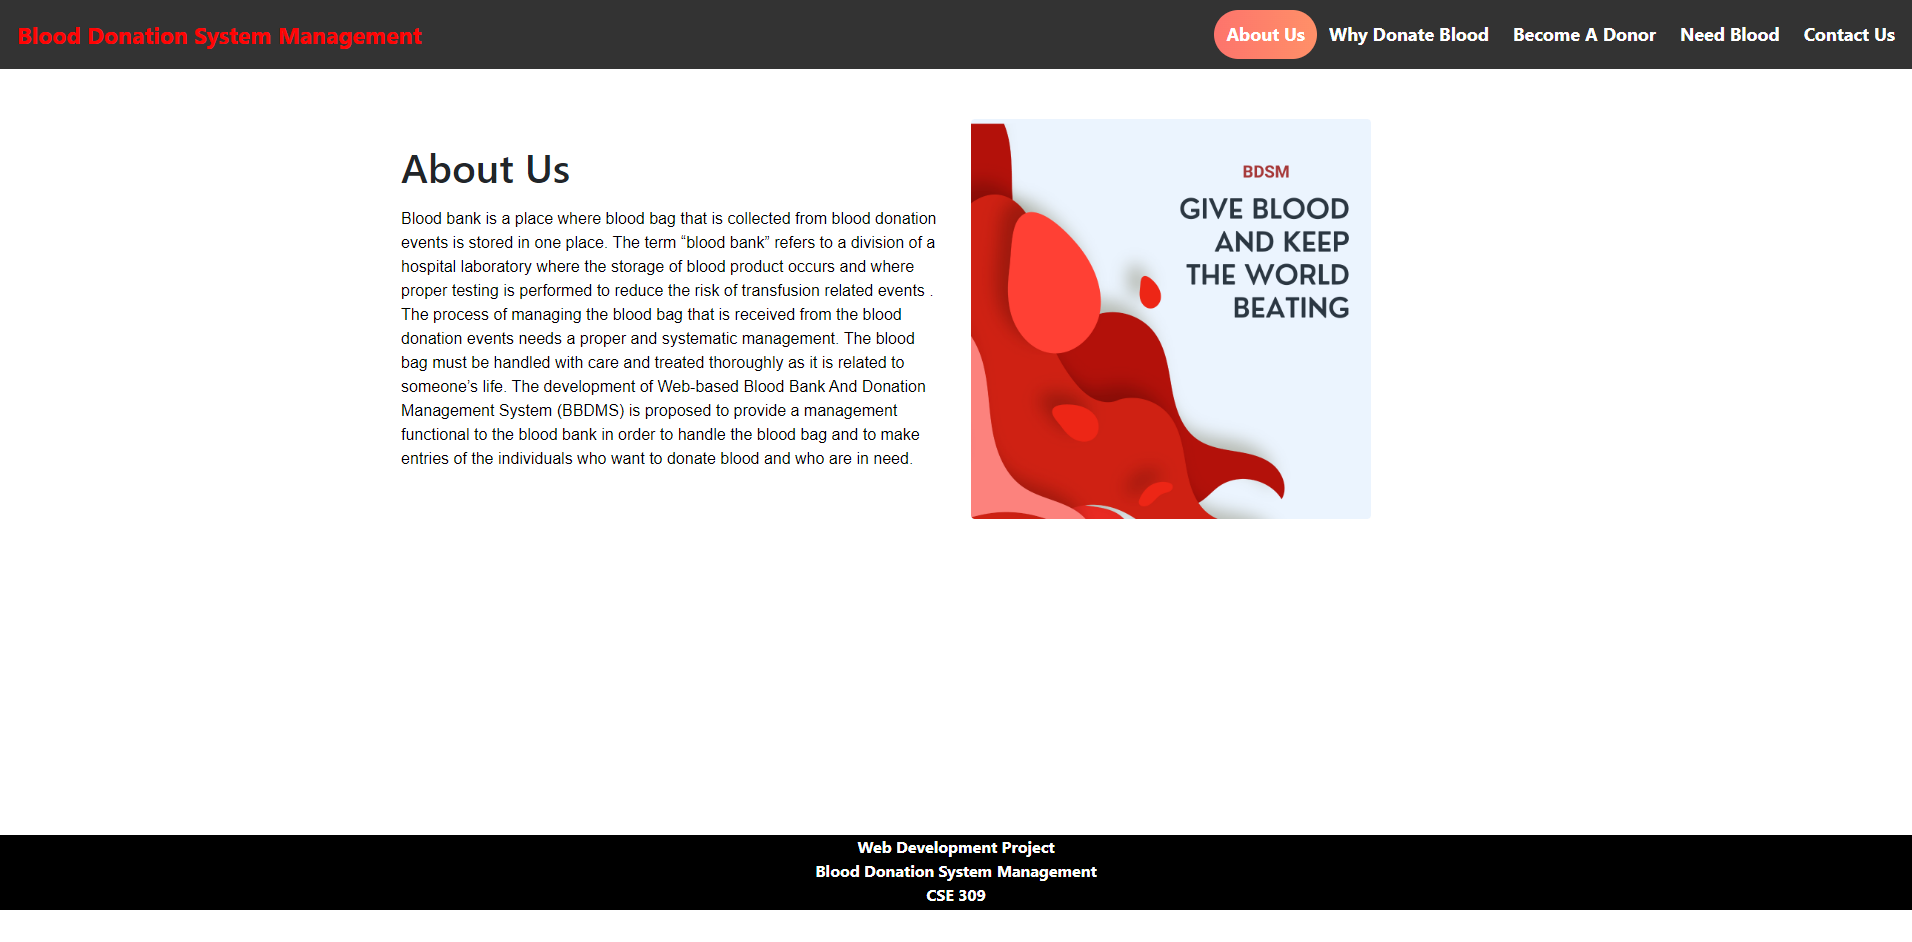 Blood Donation System Management
About Us
Why Donate Blood
Become A Donor
Need Blood
Contact Us
About Us
Blood bank is a place where blood bag that is collected from blood donation
events is stored in one place. The term “blood bank” refers to a division of a
hospital laboratory where the storage of blood product occurs and where
proper testing is performed to reduce the risk of transfusion related events .
The process of managing the blood bag that is received from the blood
donation events needs a proper and systematic management. The blood
bag must be handled with care and treated thoroughly as it is related to
someone’s life. The development of Web-based Blood Bank And Donation
Management System (BBDMS) is proposed to provide a management
functional to the blood bank in order to handle the blood bag and to make
entries of the individuals who want to donate blood and who are in need.
BDSM
GIVE BLOOD
AND KEEP
THE WORLD
BEATING
Web Development Project
Blood Donation System Management
CSE 309